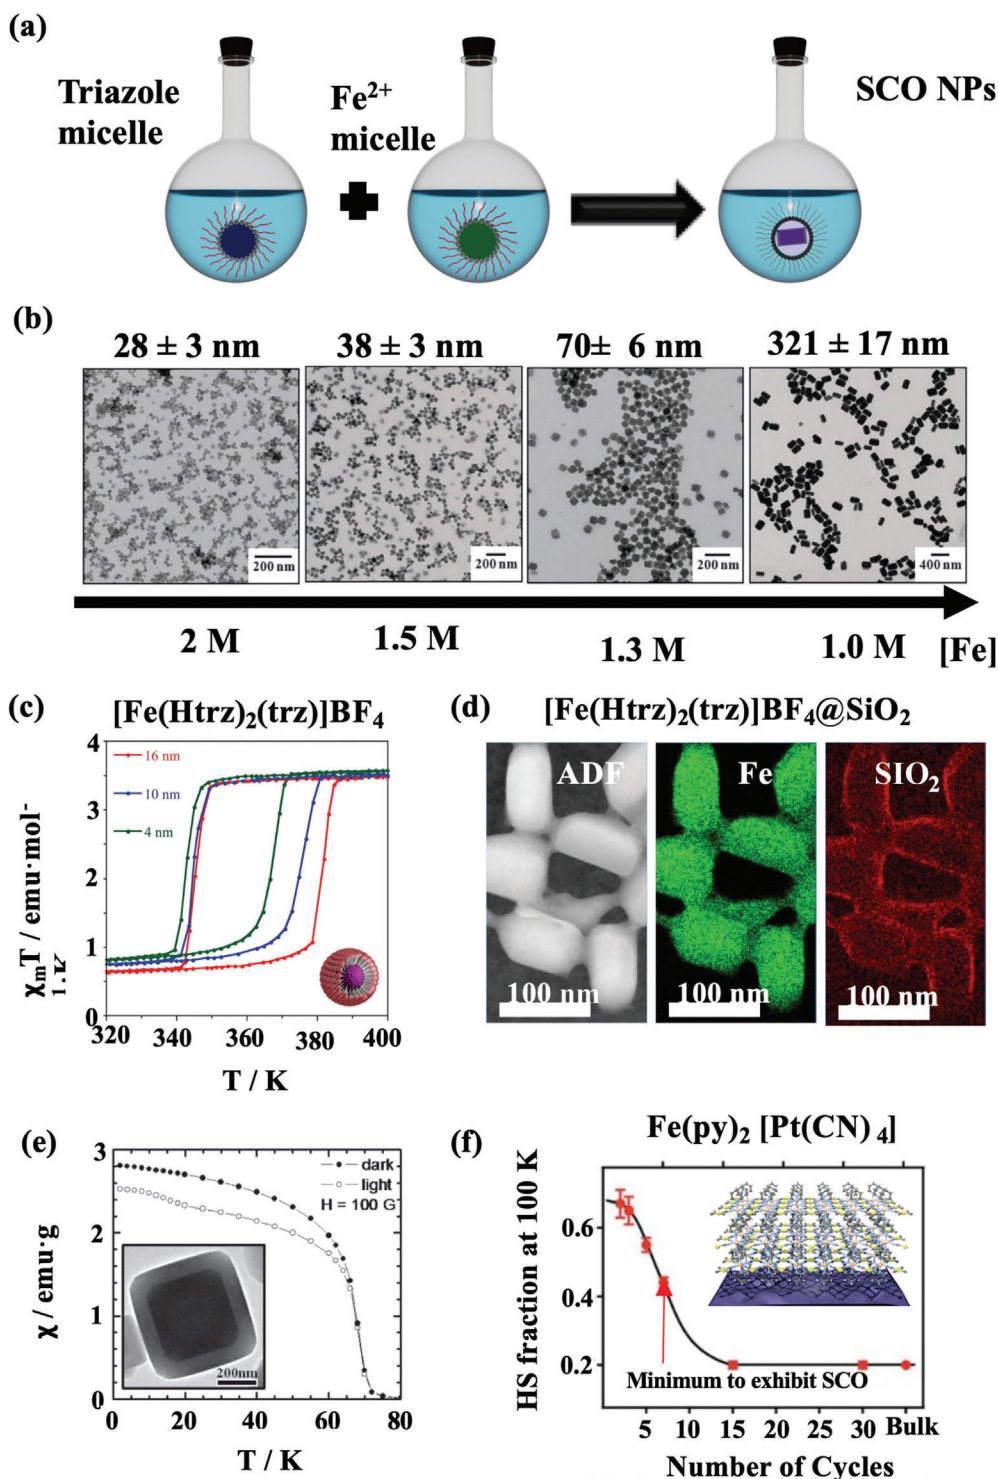 (a)
Triazole
micelle
Fe²⁺
micelle
SCO NPs
(b)
28 ± 3 nm
38 ± 3 nm
70± 6 nm
321 ± 17 nm
200 nm
200 nm
200 nm
400 nm
2 M
1.5 M
1.3 M
1.0 M
[Fe]
(c)
[Fe(Htrz)₂(trz)]BF₄
4
3
2
1
0
16 nm
10 nm
4 nm
χₘT / emu·mol-
1.K
320
340
360
380
400
T / K
(d)
[Fe(Htrz)₂(trz)]BF₄@SiO₂
ADF
Fe
SIO₂
100 nm
100 nm
100 nm
(e)
3
2
1
0
dark
light
H = 100 G
χ / emu·g
200nm
0
20
40
60
80
T / K
(f)
Fe(py)₂ [Pt(CN) ₄]
HS fraction at 100 K
0.6
0.4
0.2
Minimum to exhibit SCO
5
10
15
20
25
30
Bulk
Number of Cycles